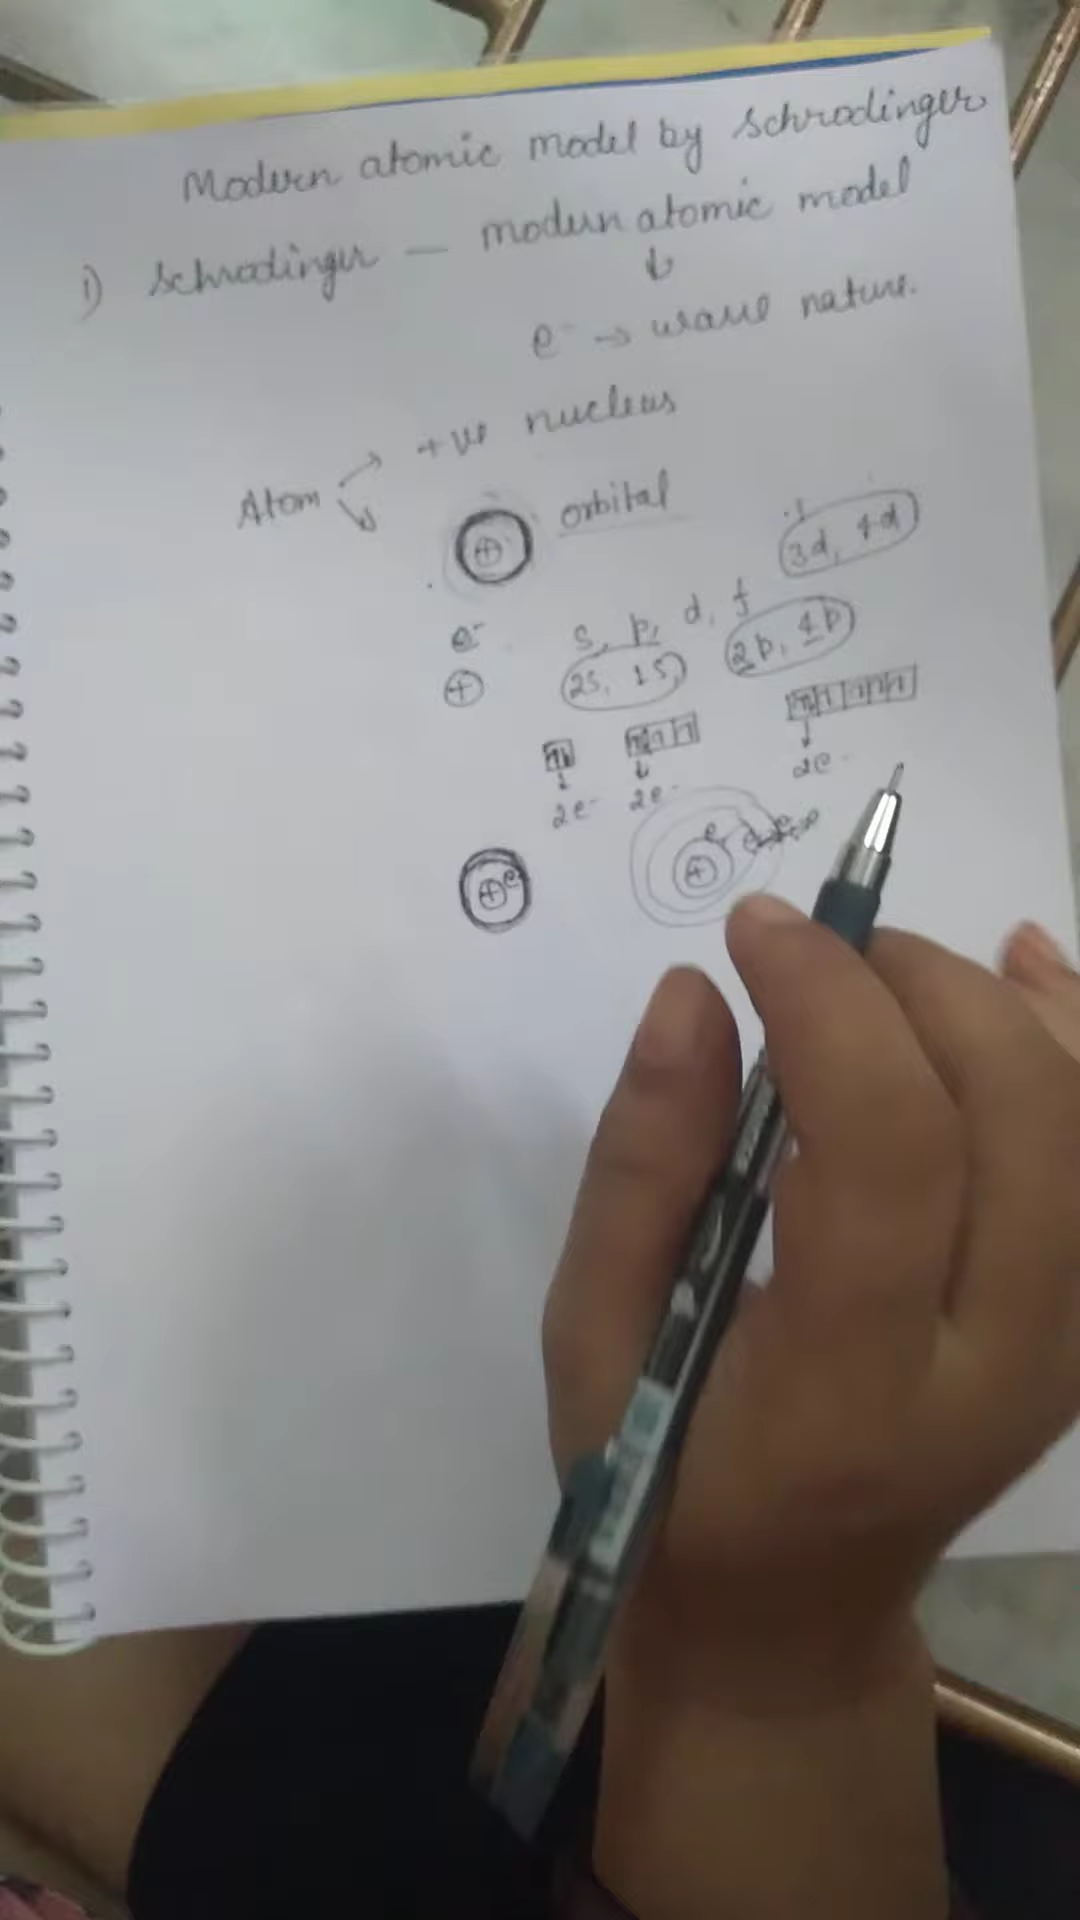 Modern atomic model by schrodinger
i) schrodinger — modern atomic model
↓
e⁻ → wave nature.
Atom
+ve nucleus
⊕ orbital
3d, 4d
e⁻ s, p, d, f
⊕ 2s, 1s, 2p, 4p
2e⁻ 2e⁻ 2e⁻
⊕ e⁻ ⊕ e⁻